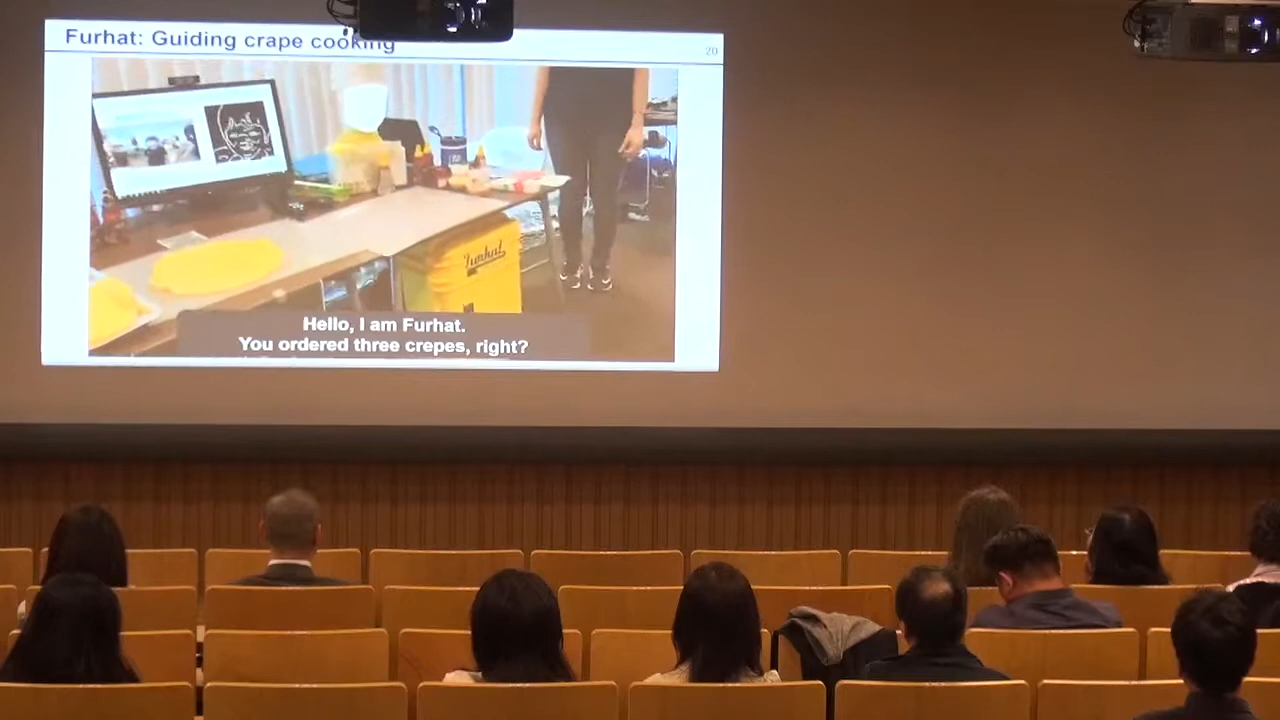 Furhat: Guiding crape cooking
20
Furhat
Hello, I am Furhat.
You ordered three crepes, right?